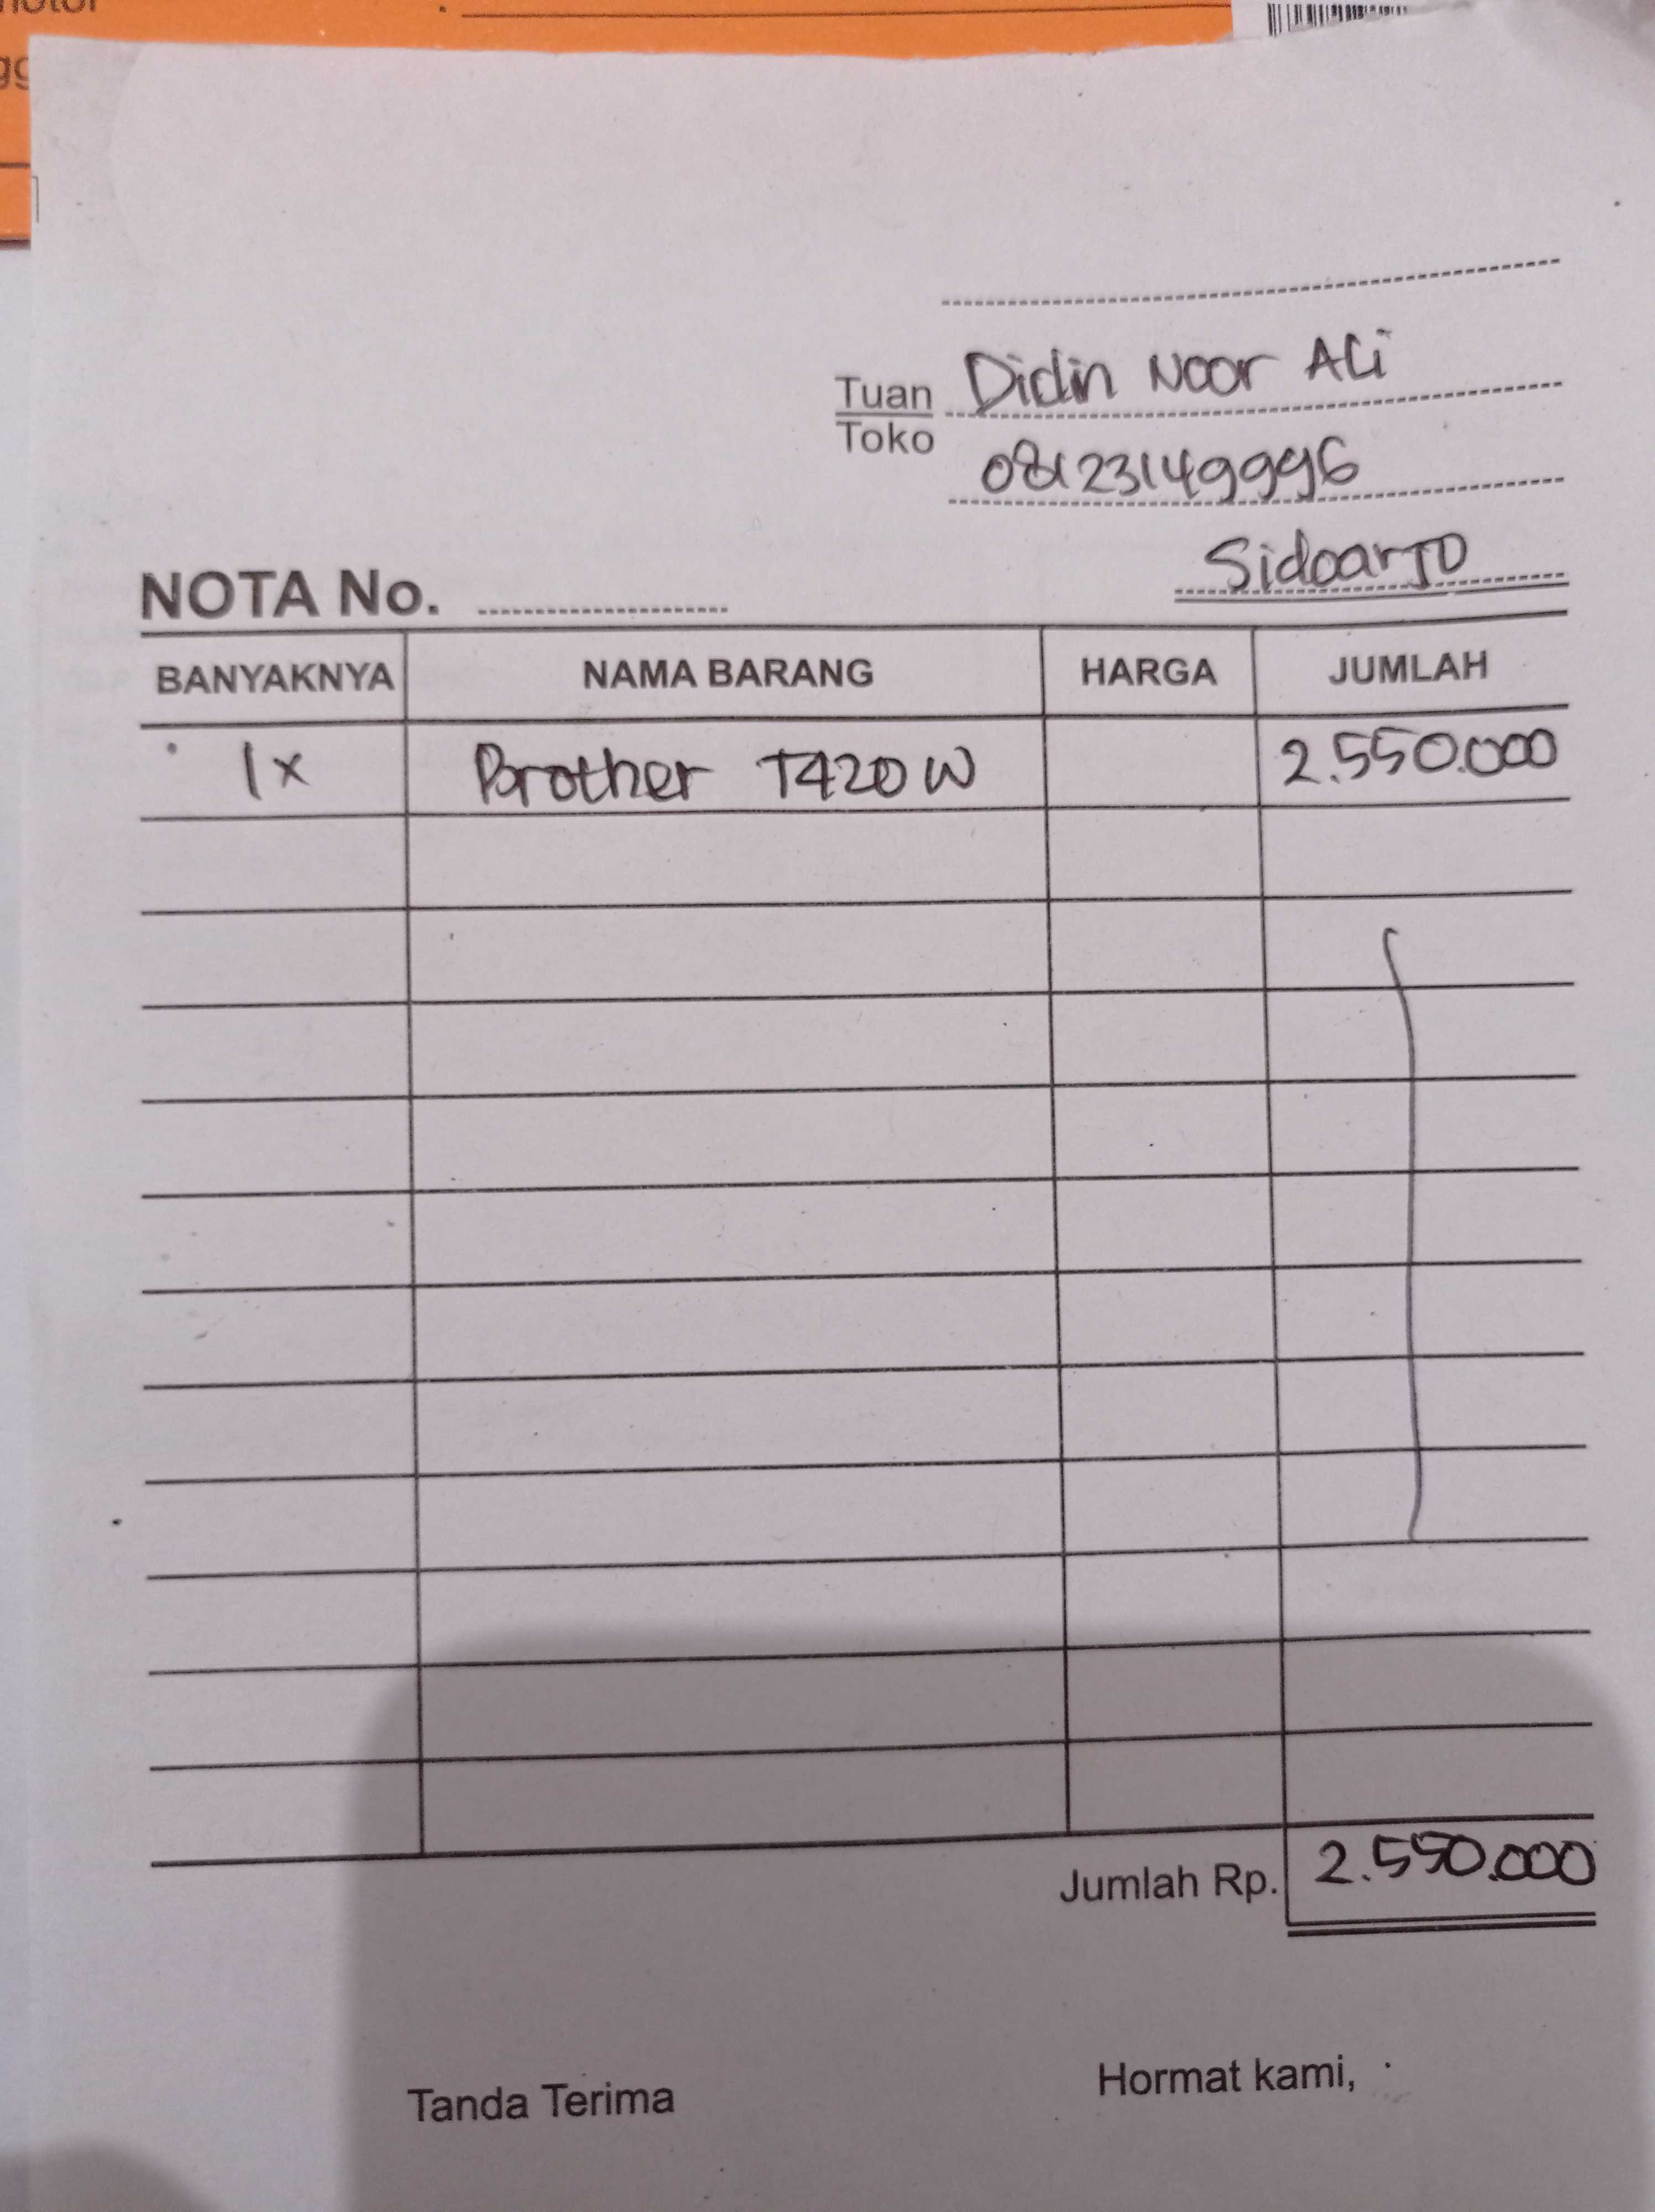 Tuan Didin Noor Ali
Toko
081231499996
Sidoarjo
NOTA No.
BANYAKNYA NAMA BARANG HARGA JUMLAH
1x Brother T420W 2.550.000
Jumlah Rp. 2.550.000
Tanda Terima Hormat kami,